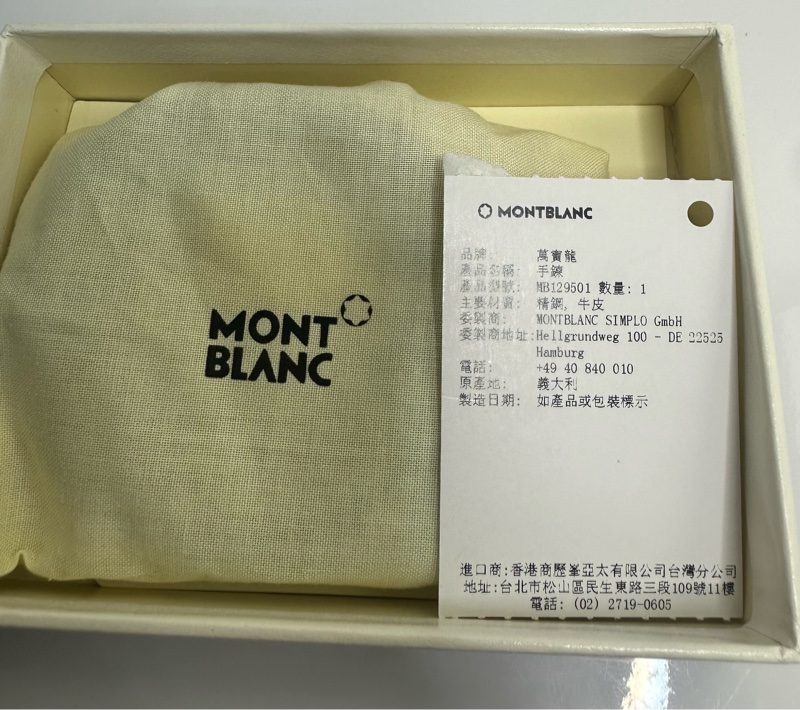 MONT
BLANC
MONTBLANC
品牌: 萬寶龍
產品名稱: 手鍊
產品型號: MB129501 數量: 1
主要材質: 精鋼, 牛皮
委製商: MONTBLANC SIMPLO GmbH
委製商地址:Hellgrundweg 100 - DE 22525
Hamburg
電話: +49 40 840 010
原產地: 義大利
製造日期: 如產品或包裝標示
進口商:香港商歷峯亞太有限公司台灣分公司
地址:台北市松山區民生東路三段109號11樓
電話: (02) 2719-0605